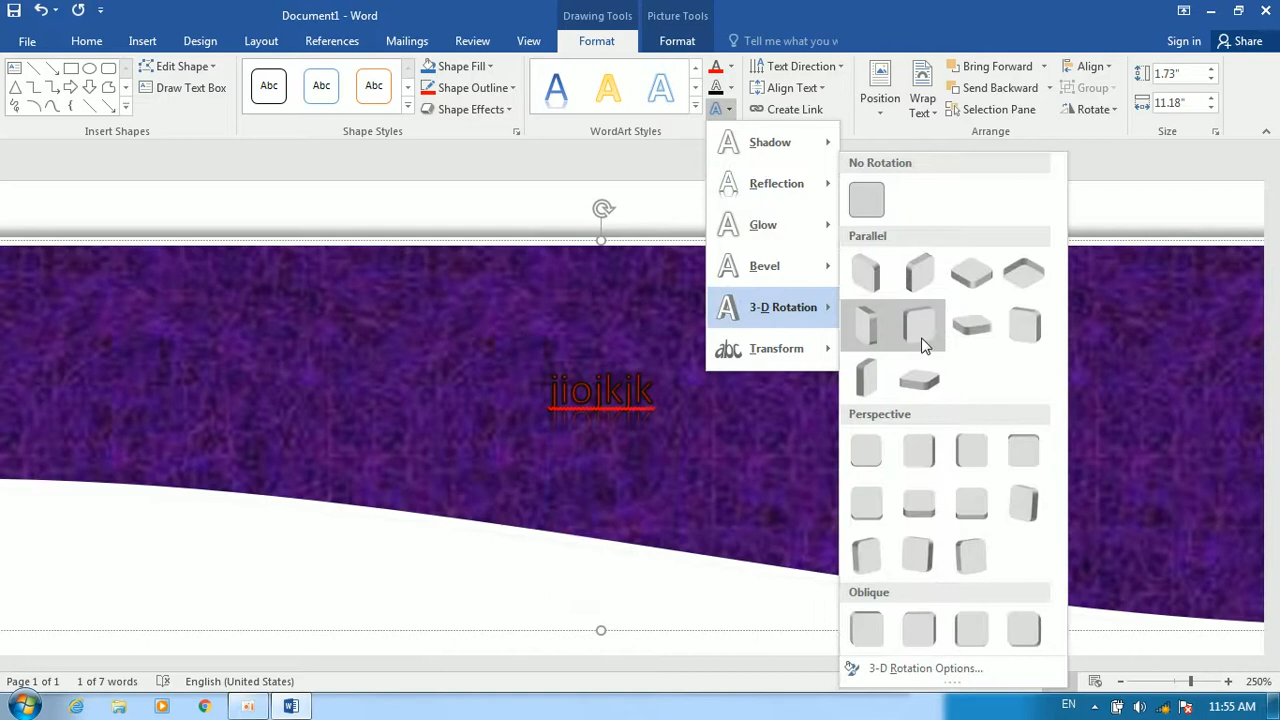 Document1 - Word
Drawing Tools
Picture Tools
File
Home
Insert
Design
Layout
References
Mailings
Review
View
Format
Format
Tell me what you w
Sign in
Share
Edit Shape
Draw Text Box
Insert Shapes
Abc
Abc
Abc
Shape Fill
Shape Outline
Shape Effects
Shape Styles
A
A
A
A
A
A
WordArt Styles
Text Direction
Align Text
Create Link
Position
Wrap
Text
Bring Forward
Send Backward
Selection Pane
Align
Group
Rotate
Arrange
1.73"
11.18"
Size
A Shadow
A Reflection
A Glow
A Bevel
A 3-D Rotation
abc Transform
No Rotation
Parallel
Perspective
Oblique
3-D Rotation Options...
jiojkjk
Page 1 of 1
1 of 7 words
English (United States)
250%
EN
11:55 AM